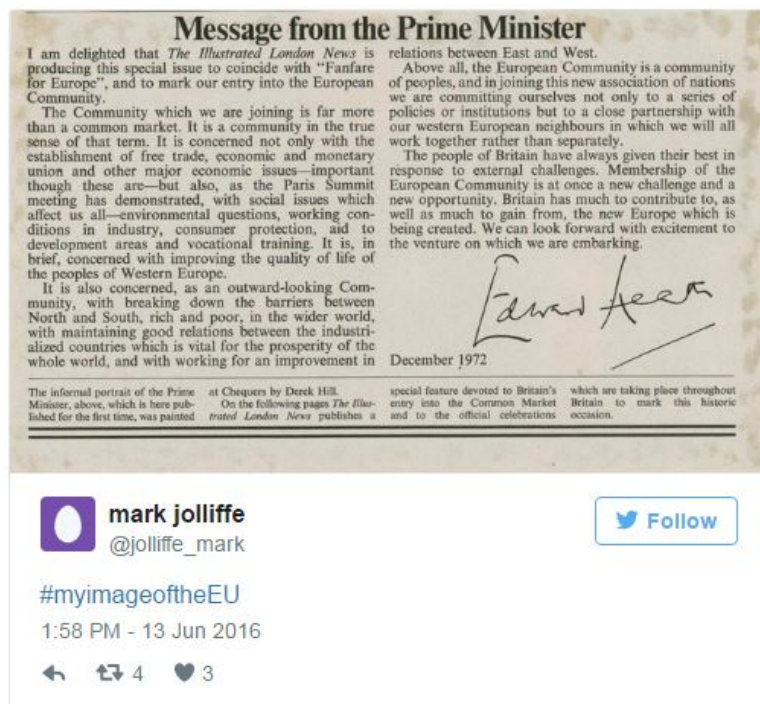 Message from the Prime Minister
I am delighted that The Illustrated London News is
producing this special issue to coincide with "Fanfare
for Europe", and to mark our entry into the European
Community.
The Community which we are joining is far more
than a common market. It is a community in the true
sense of that term. It is concerned not only with the
establishment of free trade, economic and monetary
union and other major economic issues—important
though these are—but also, as the Paris Summit
meeting has demonstrated, with social issues which
affect us all—environmental questions, working con-
ditions in industry, consumer protection, aid to
development areas and vocational training. It is, in
brief, concerned with improving the quality of life of
the peoples of Western Europe.
It is also concerned, as an outward-looking Com-
munity, with breaking down the barriers between
North and South, rich and poor, in the wider world,
with maintaining good relations between the industri-
alized countries which is vital for the prosperity of the
whole world, and with working for an improvement in
relations between East and West.
Above all, the European Community is a community
of peoples, and in joining this new association of nations
we are committing ourselves not only to a series of
policies or institutions but to a close partnership with
our western European neighbours in which we will all
work together rather than separately.
The people of Britain have always given their best in
response to external challenges. Membership of the
European Community is at once a new challenge and a
new opportunity. Britain has much to contribute to, as
well as much to gain from, the new Europe which is
being created. We can look forward with excitement to
the venture on which we are embarking.
Edward Heath
December 1972
The informal portrait of the Prime
Minister, above, which is here pub-
lished for the first time, was painted
at Chequers by Derek Hill.
On the following pages The Illus-
trated London News publishes a
special feature devoted to Britain's
entry into the Common Market
and to the official celebrations
which are taking place throughout
Britain to mark this historic
occasion.
mark jolliffe
@jolliffe_mark
Follow
#myimageoftheEU
1:58 PM - 13 Jun 2016
4 3